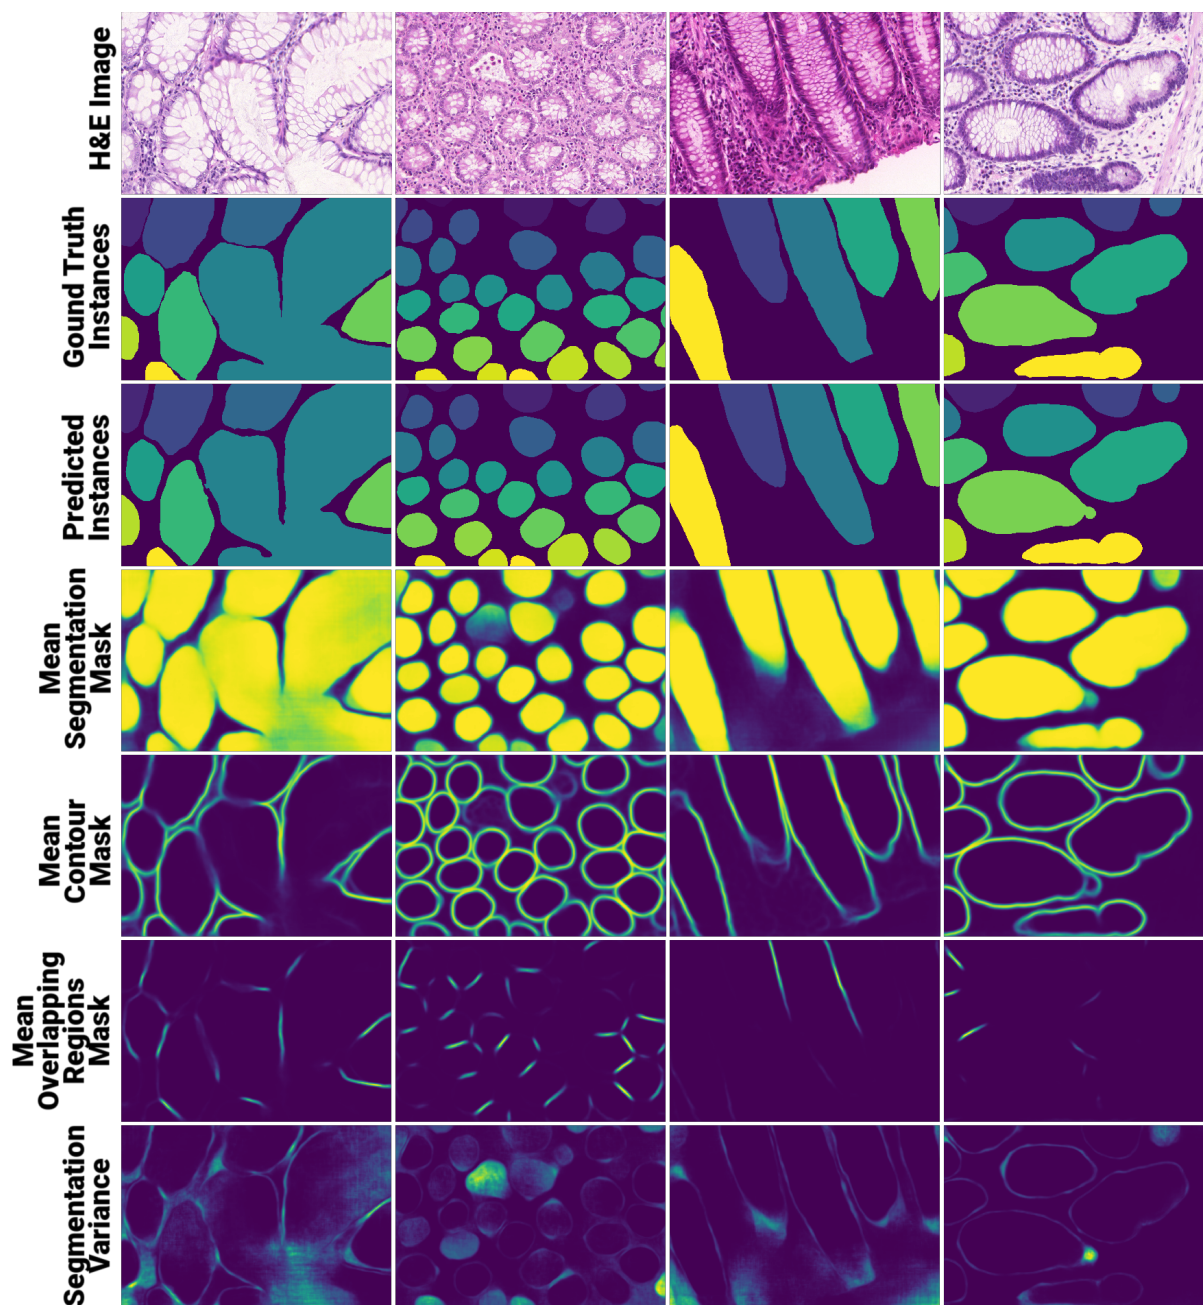 H&E Image
Gound Truth
Instances
Predicted
Instances
Mean
Segmentation
Mask
Mean
Contour
Mask
Mean
Overlapping
Regions
Mask
Segmentation
Variance